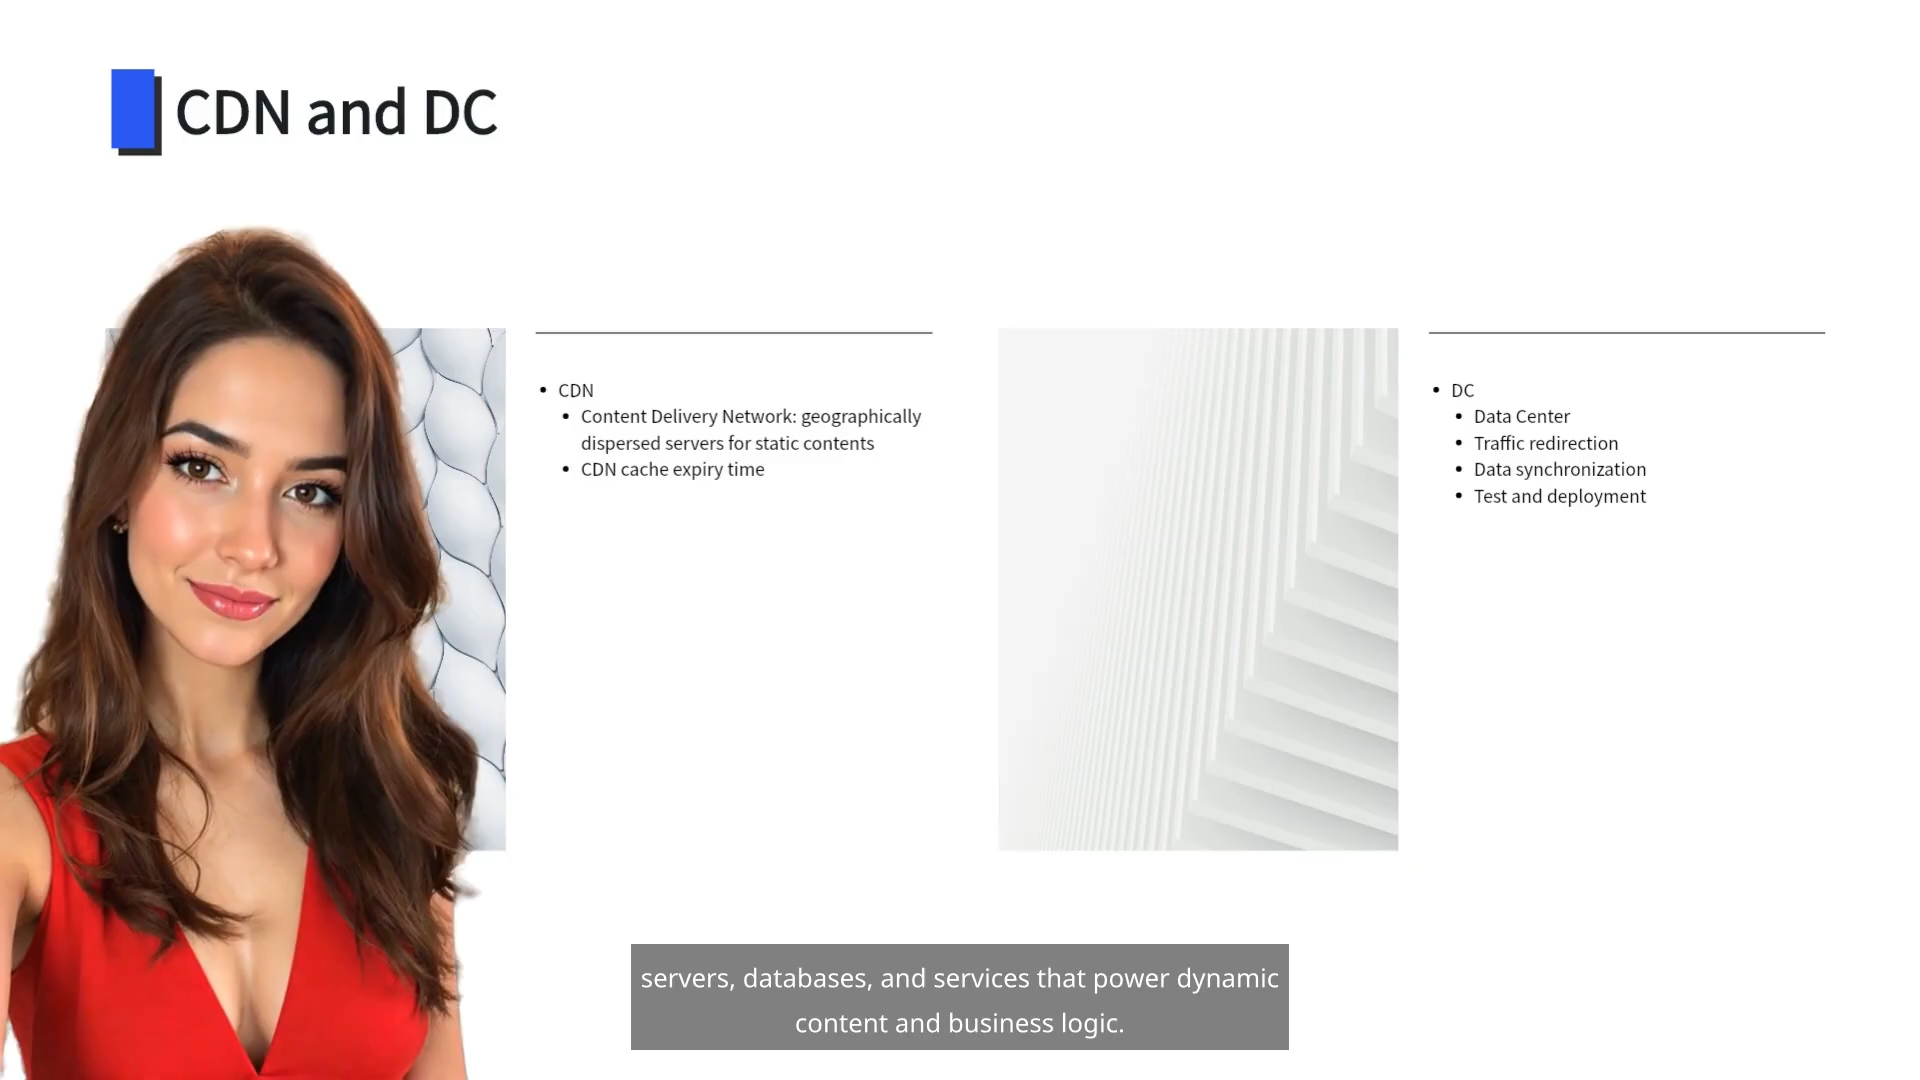 CDN and DC
CDN
Content Delivery Network: geographically
dispersed servers for static contents
CDN cache expiry time
DC
Data Center
Traffic redirection
Data synchronization
Test and deployment
servers, databases, and services that power dynamic
content and business logic.